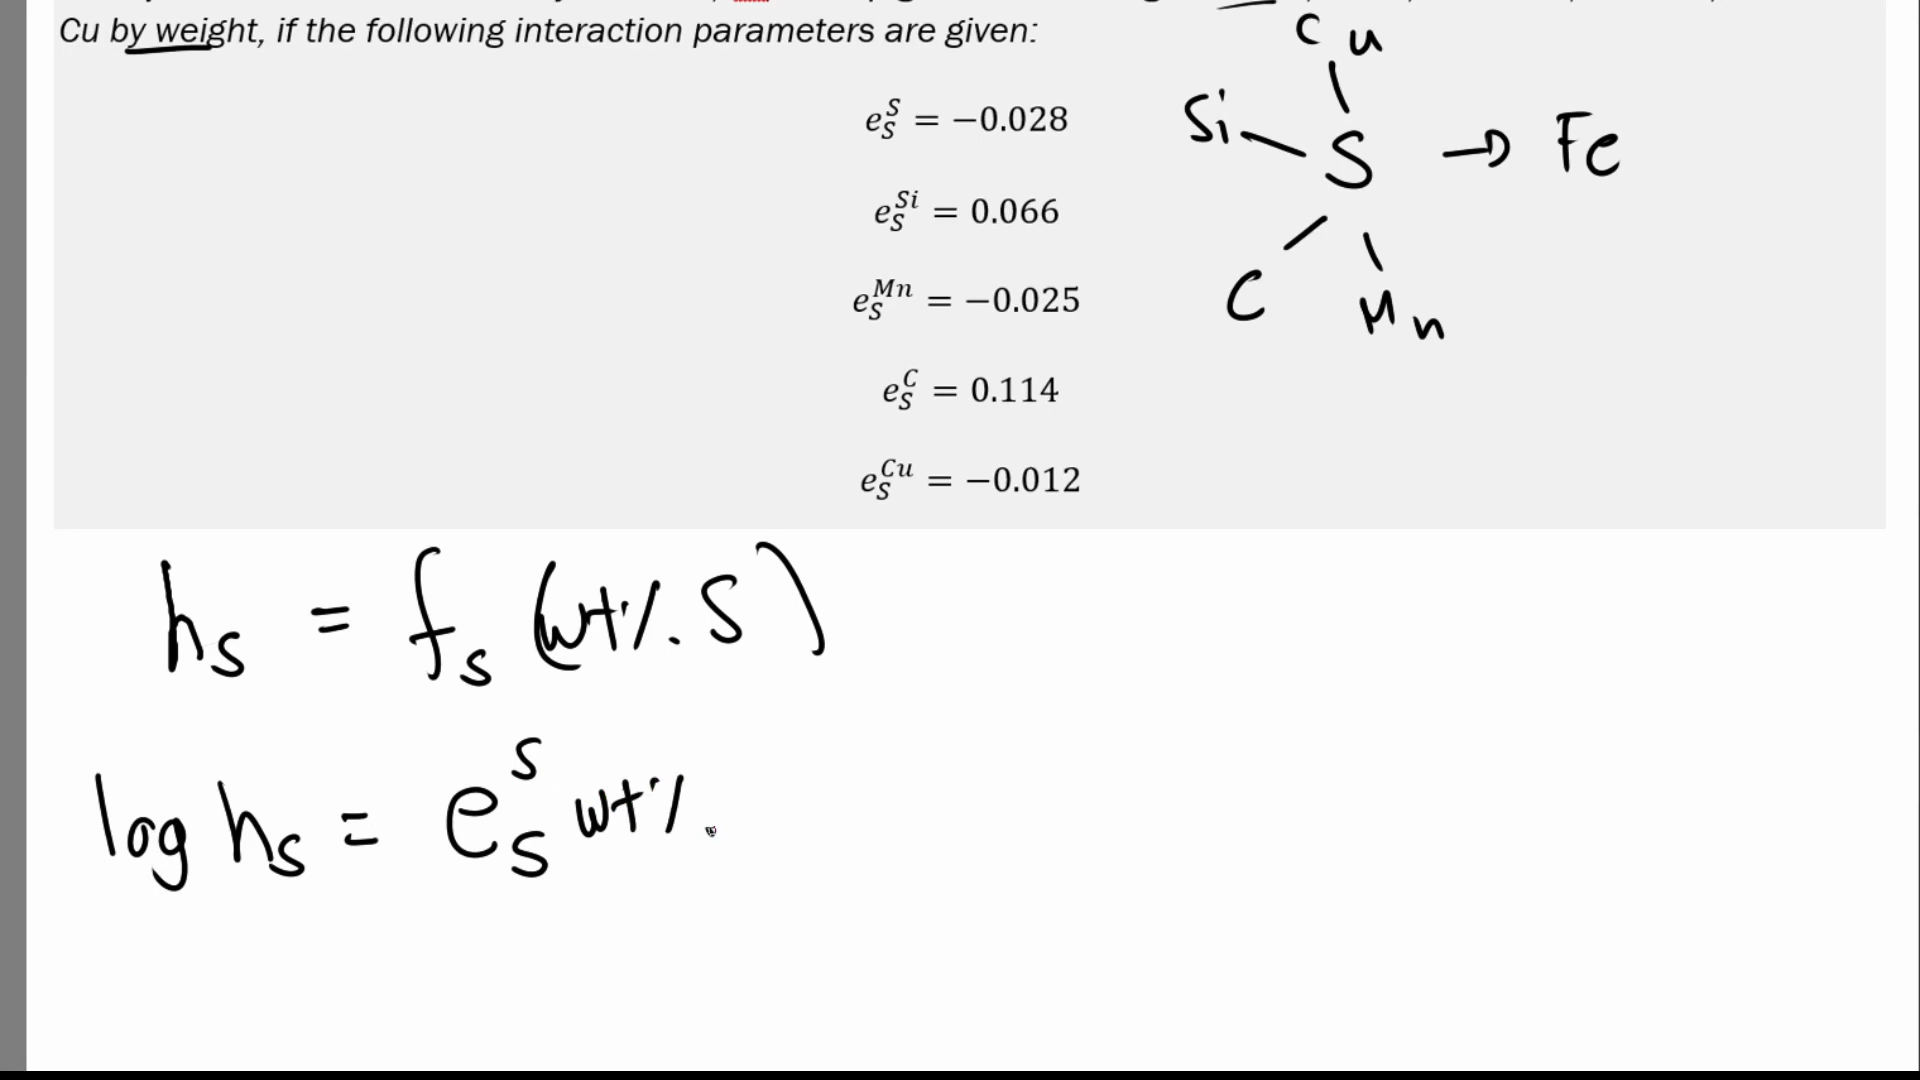 Cu by weight, if the following interaction parameters are given:
e_S^S = −0.028
e_S^Si = 0.066
e_S^Mn = −0.025
e_S^C = 0.114
e_S^Cu = −0.012
Cu
Si S → Fe
C Mn
h_s = f_s (wt%. S)
log h_s = e_s^s wt%.